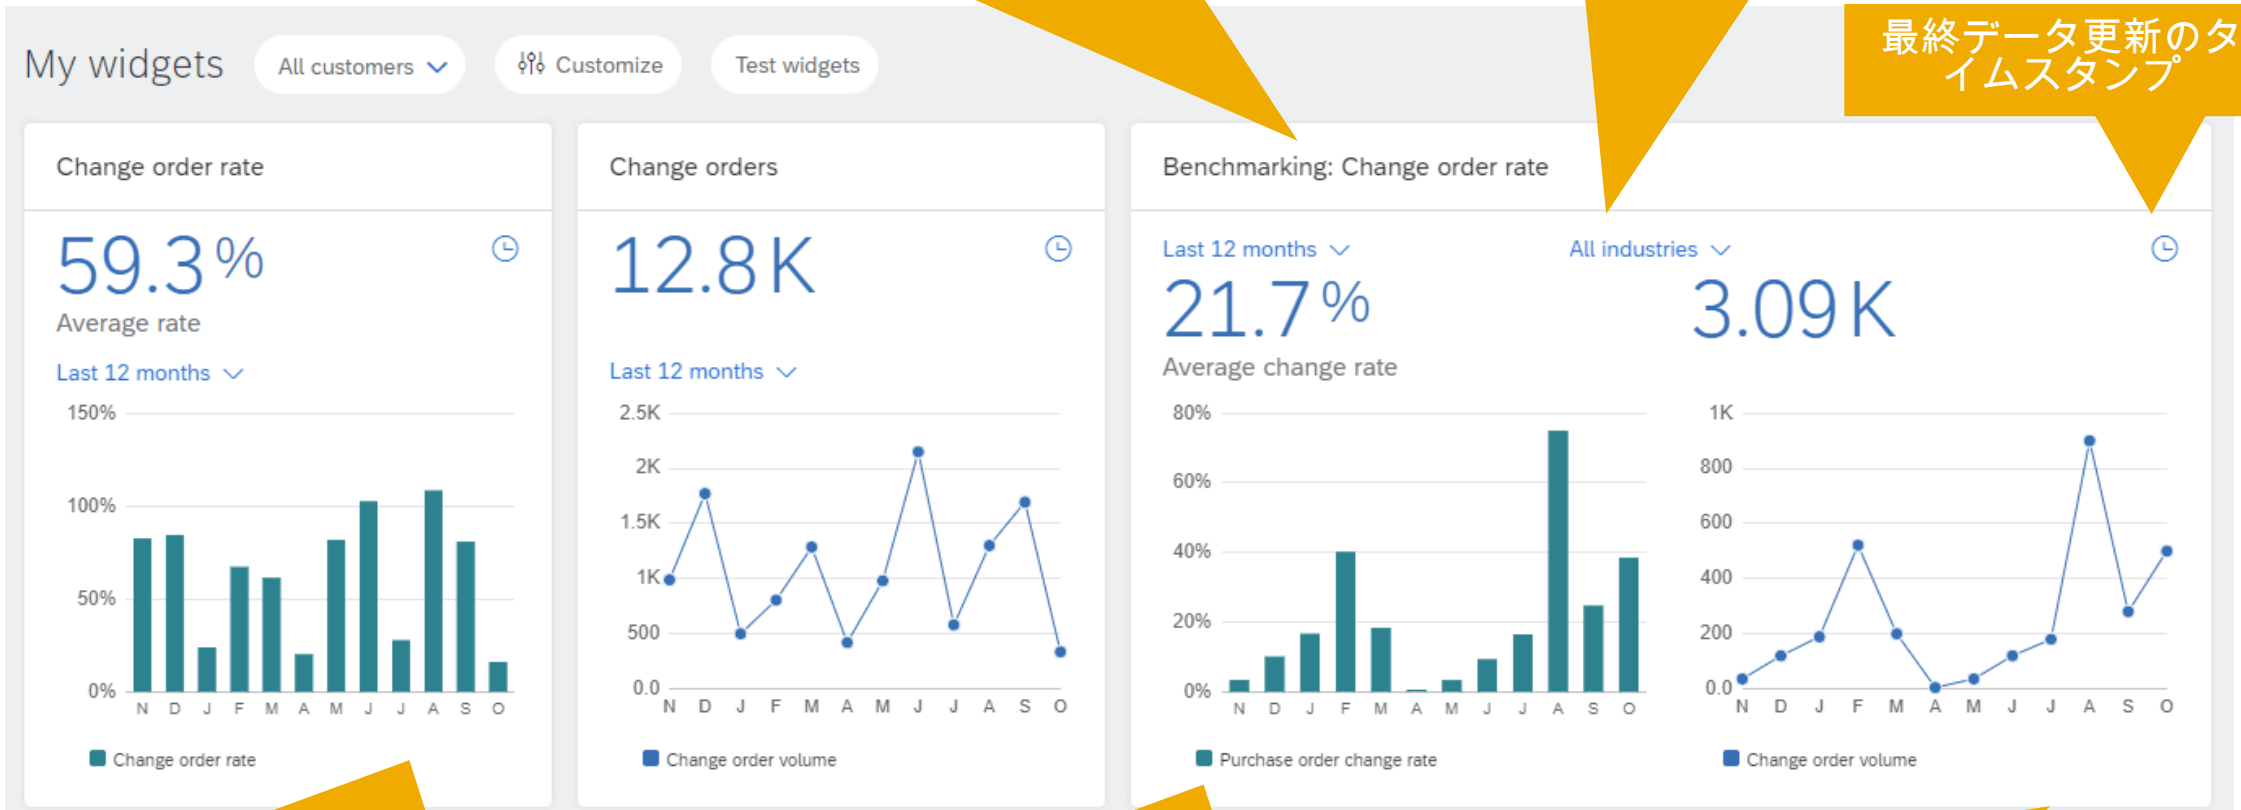 最終データ更新のタ
イムスタンプ
My widgets
All customers
Customize
Test widgets
Change order rate
59.3%
Average rate
Last 12 months
150%
100%
50%
0%
N D J F M A M J J A S O
Change order rate
Change orders
12.8K
Last 12 months
2.5K
2K
1.5K
1K
500
0.0
N D J F M A M J J A S O
Change order volume
Benchmarking: Change order rate
Last 12 months
All industries
21.7%
3.09K
Average change rate
80%
60%
40%
20%
0%
N D J F M A M J J A S O
Purchase order change rate
1K
800
600
400
200
0.0
N D J F M A M J J A S O
Change order volume